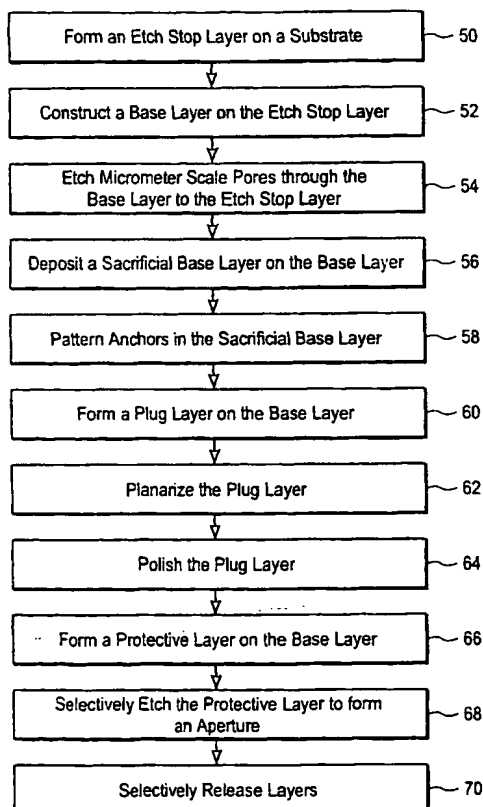 Form an Etch Stop Layer on a Substrate 50
Construct a Base Layer on the Etch Stop Layer 52
Etch Micrometer Scale Pores through the
Base Layer to the Etch Stop Layer 54
Deposit a Sacrificial Base Layer on the Base Layer 56
Pattern Anchors in the Sacrificial Base Layer 58
Form a Plug Layer on the Base Layer 60
Planarize the Plug Layer 62
Polish the Plug Layer 64
Form a Protective Layer on the Base Layer 66
Selectively Etch the Protective Layer to form
an Aperture 68
Selectively Release Layers 70